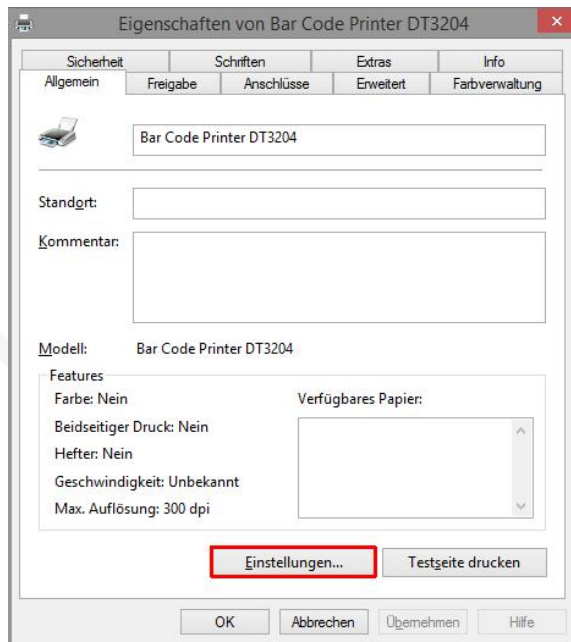 Eigenschaften von Bar Code Printer DT3204
Sicherheit Schriften Extras Info
Allgemein Freigabe Anschlüsse Erweitert Farbverwaltung
Bar Code Printer DT3204
Standort:
Kommentar:
Modell: Bar Code Printer DT3204
Features
Farbe: Nein Verfügbares Papier:
Beidseitiger Druck: Nein
Hefter: Nein
Geschwindigkeit: Unbekannt
Max. Auflösung: 300 dpi
Einstellungen... Testseite drucken
OK Abbrechen Übernehmen Hilfe